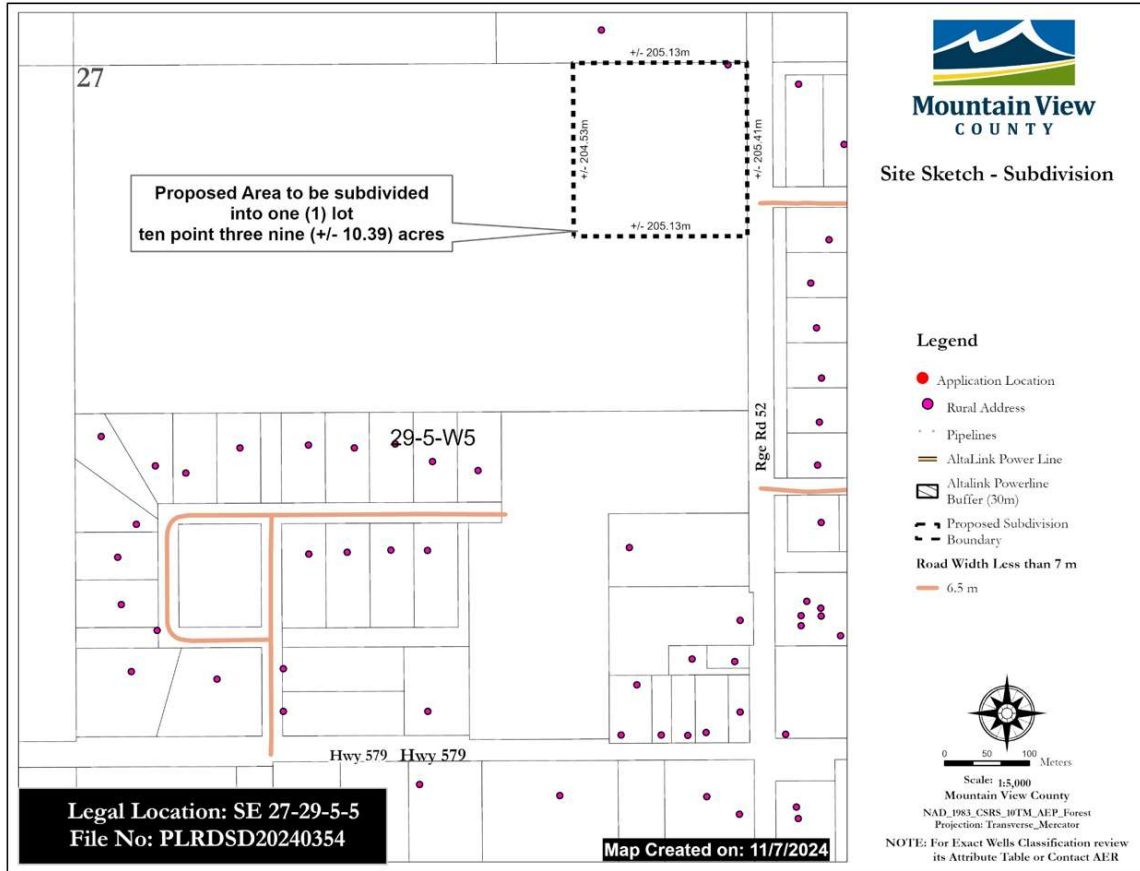 27
+/- 205.13m
+/- 204.53m
+/- 205.41m
+/- 205.13m
Proposed Area to be subdivided
into one (1) lot
ten point three nine (+/- 10.39) acres
29-5-W5
Rge Rd 52
Hwy 579 Hwy 579
Legal Location: SE 27-29-5-5
File No: PLRDSD20240354
Map Created on: 11/7/2024
Mountain View
COUNTY
Site Sketch - Subdivision
Legend
Application Location
Rural Address
Pipelines
AltaLink Power Line
Altalink Powerline
Buffer (30m)
Proposed Subdivision
Boundary
Road Width Less than 7 m
6.5 m
0 50 100 Meters
Scale: 1:5,000
Mountain View County
NAD_1983_CSRS_10TM_AEP_Forest
Projection: Transverse_Mercator
NOTE: For Exact Wells Classification review
its Attribute Table or Contact AER